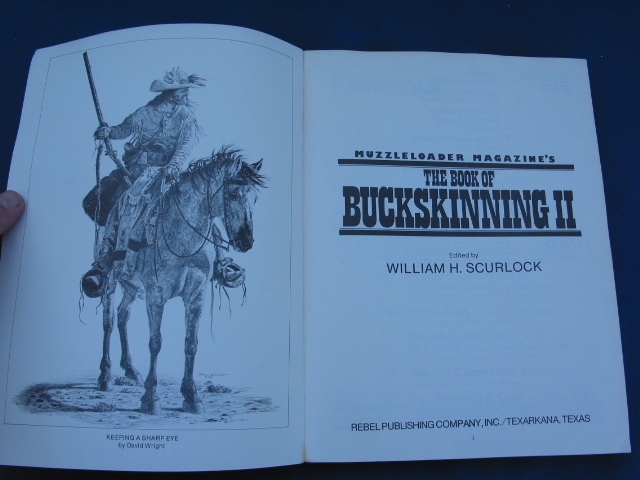 KEEPING A SHARP EYE
by David Wright
MUZZLELOADER MAGAZINE'S
THE BOOK OF
BUCKSKINNING II
Edited by
WILLIAM H. SCURLOCK
REBEL PUBLISHING COMPANY, INC./TEXARKANA, TEXAS